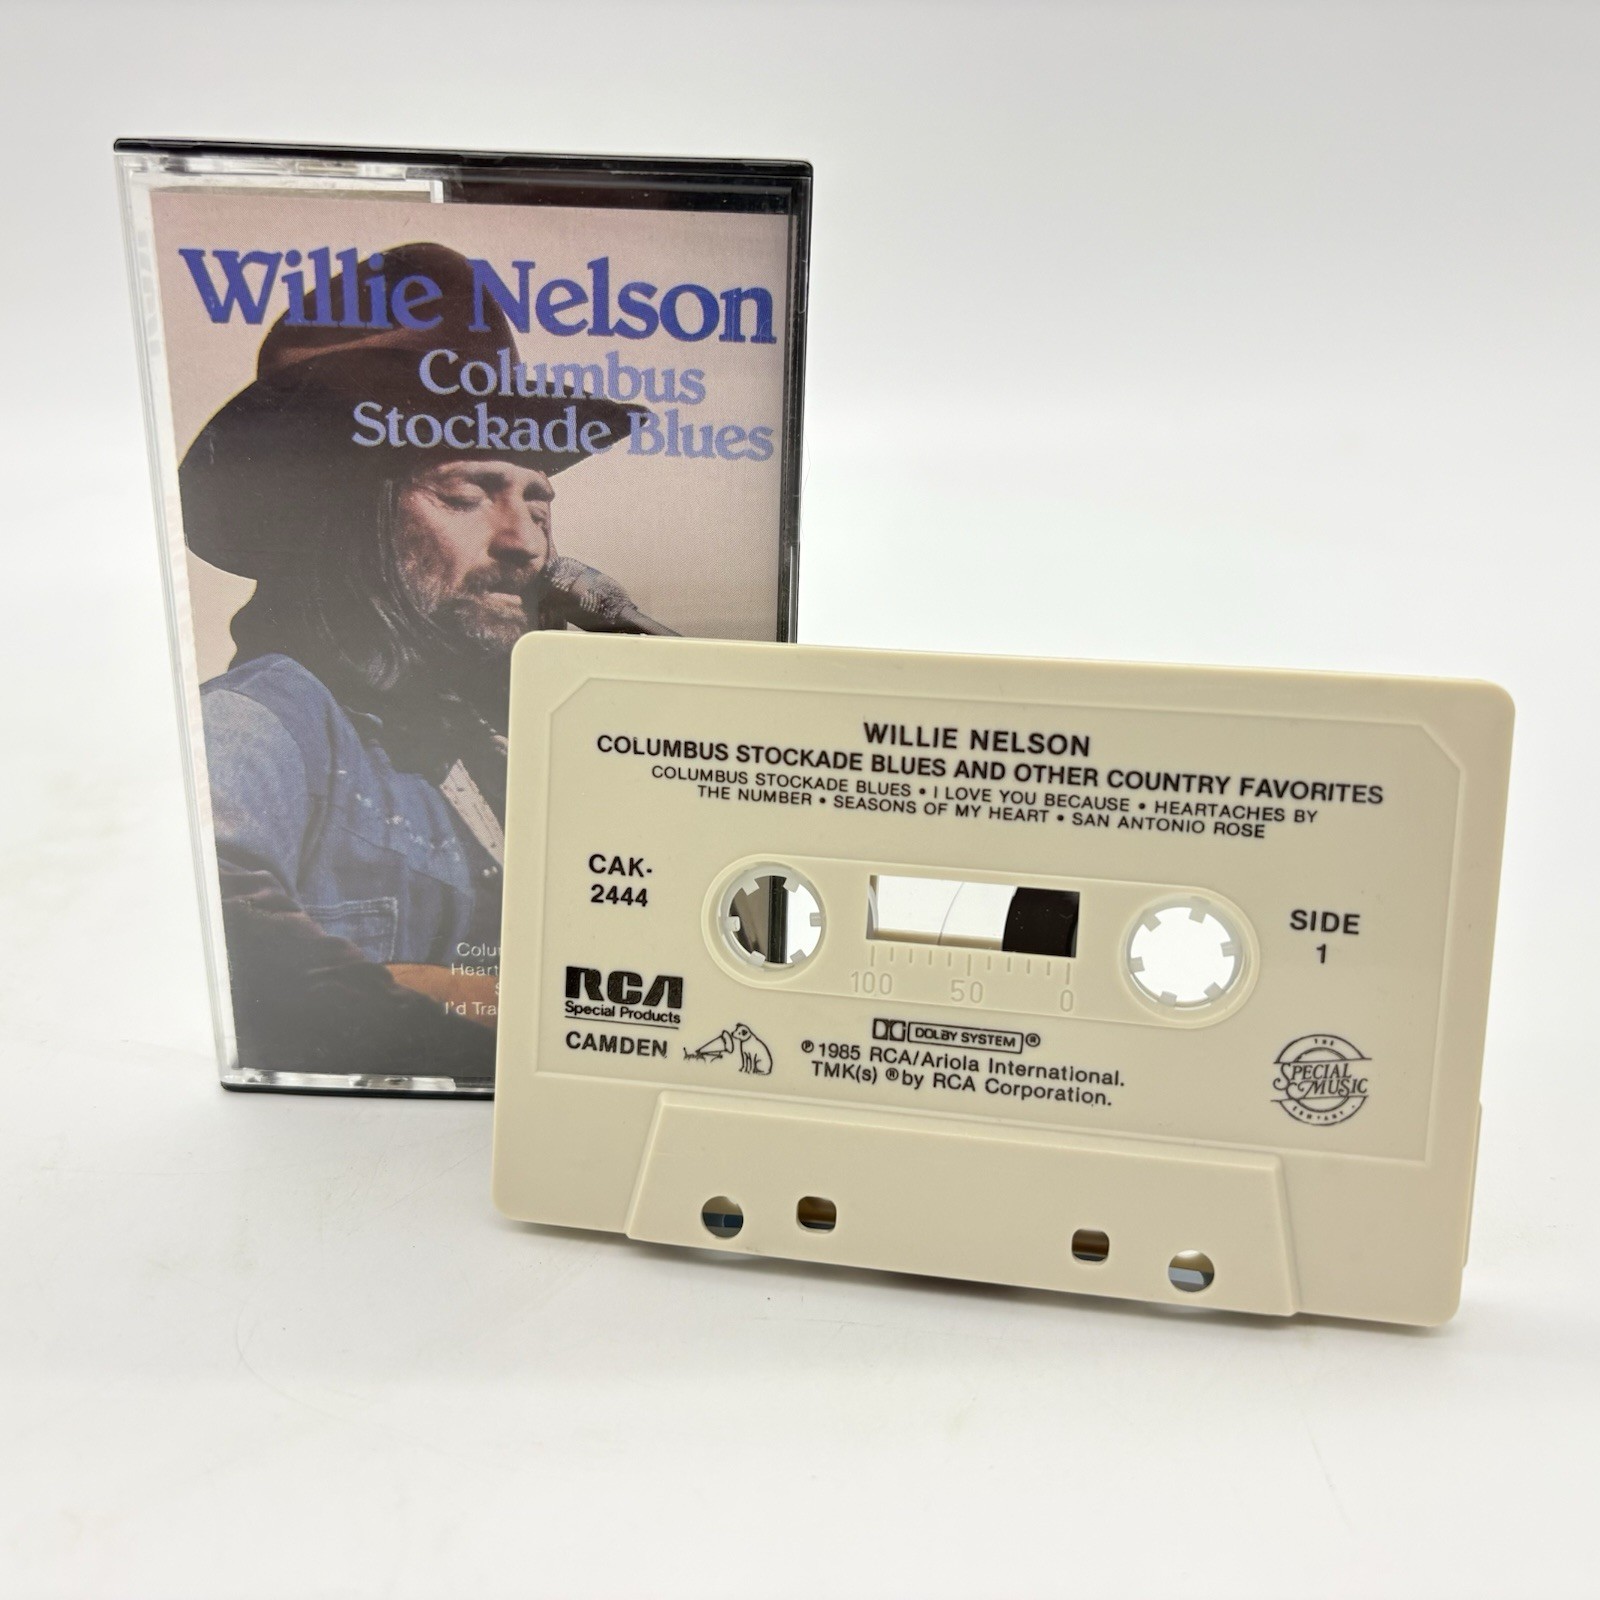 Willie Nelson
Columbus
Stockade Blues
I'd
WILLIE NELSON
COLUMBUS STOCKADE BLUES AND OTHER COUNTRY FAVORITES
COLUMBUS STOCKADE BLUES • I LOVE YOU BECAUSE • HEARTACHES BY
THE NUMBER • SEASONS OF MY HEART • SAN ANTONIO ROSE
CAK-
2444
SIDE
1
100 50 0
RCA
Special Products
CAMDEN
DOLBY SYSTEM ®
℗ 1985 RCA/Ariola International.
TMK(s) ® by RCA Corporation.
THE
SPECIAL
MUSIC
COMPANY